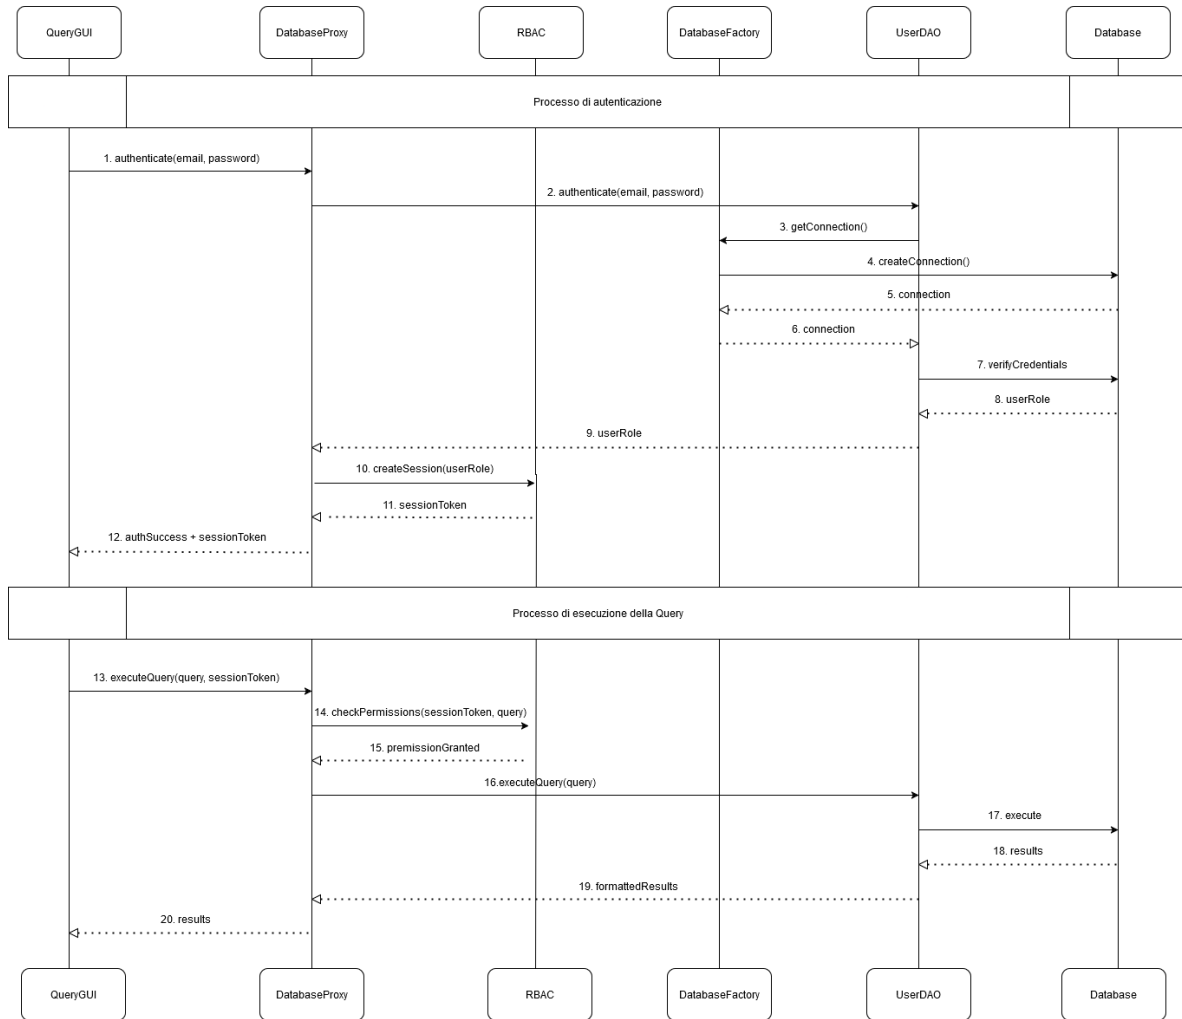 QueryGUI
DatabaseProxy
RBAC
DatabaseFactory
UserDAO
Database
Processo di autenticazione
1. authenticate(email, password)
2. authenticate(email, password)
3. getConnection()
4. createConnection()
5. connection
6. connection
7. verifyCredentials
8. userRole
9. userRole
10. createSession(userRole)
11. sessionToken
12. authSuccess + sessionToken
Processo di esecuzione della Query
13. executeQuery(query, sessionToken)
14. checkPermissions(sessionToken, query)
15. premissionGranted
16.executeQuery(query)
17. execute
18. results
19. formattedResults
20. results
QueryGUI
DatabaseProxy
RBAC
DatabaseFactory
UserDAO
Database